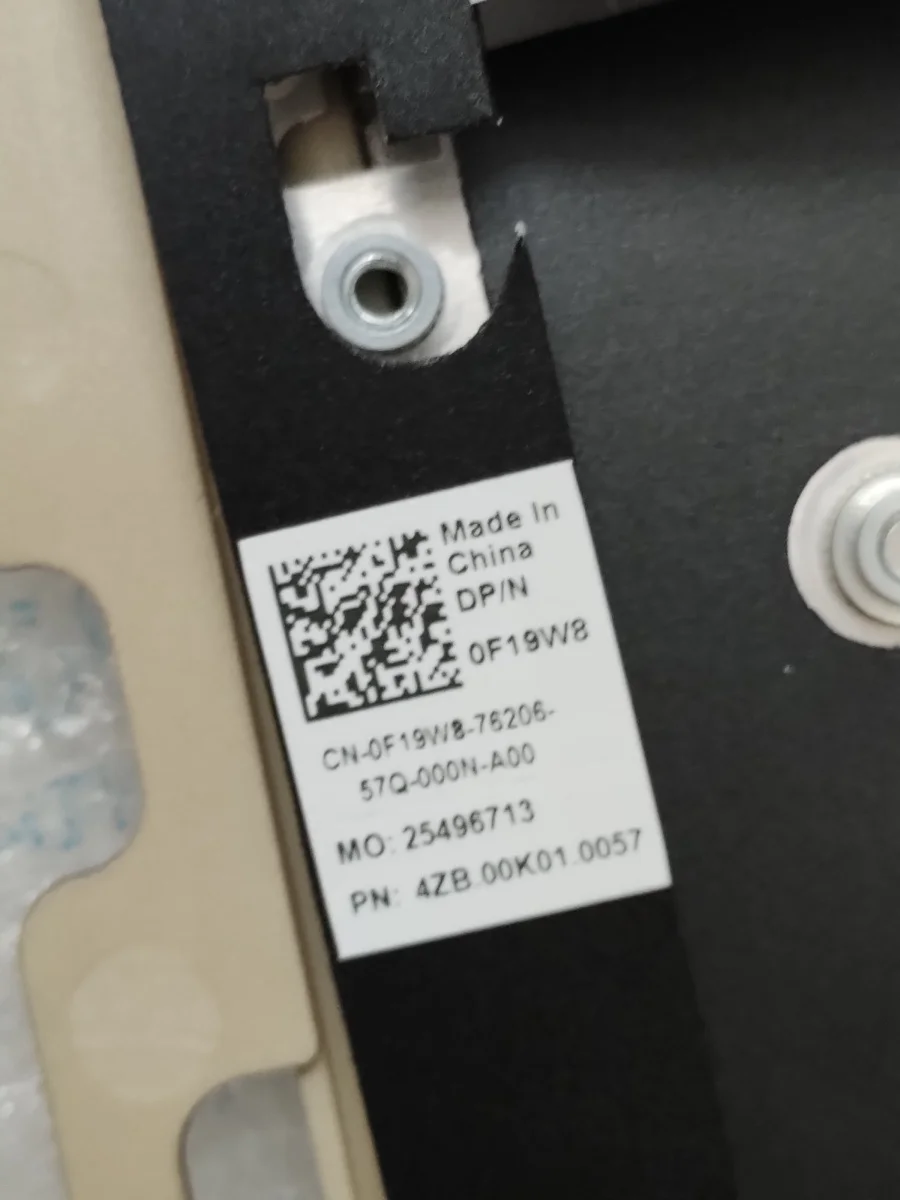 Made In
China
DP/N
0F19W8
CN-0F19W8-76206-
57Q-000N-A00
MO: 25496713
PN: 4ZB.00K01.0057